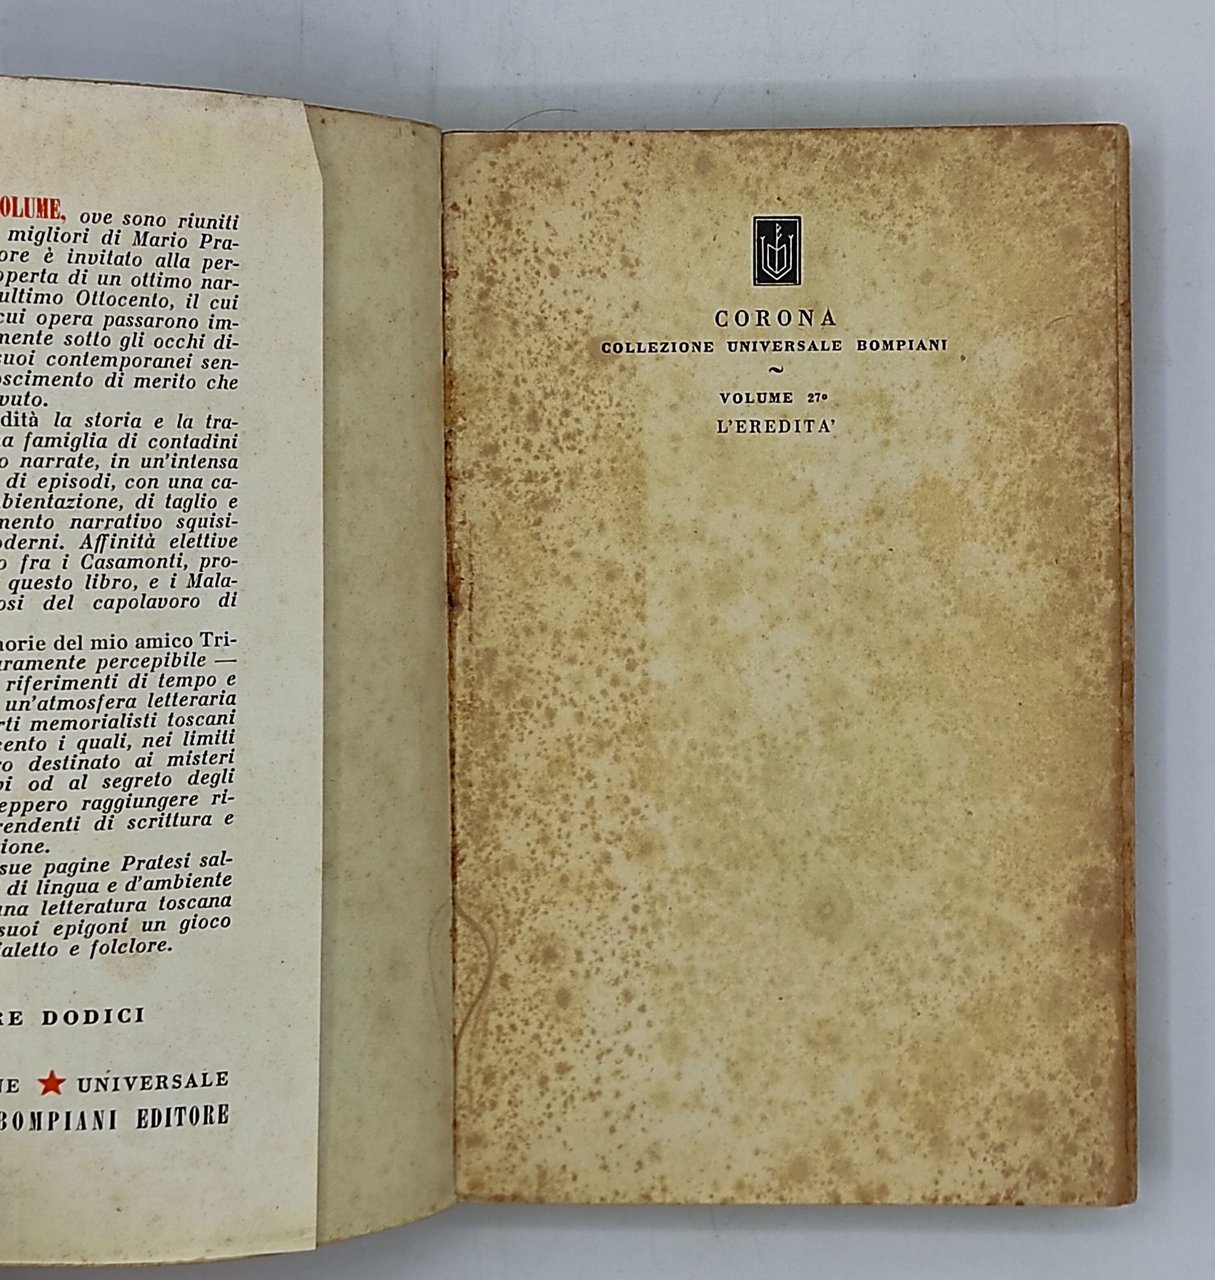 OLUME, ove sono riuniti
migliori di Mario Pra-
ore è invitato alla per-
operta di un ottimo nar-
ultimo Ottocento, il cui
cui opera passarono im-
mente sotto gli occhi di-
suoi contemporanei sen-
oscimento di merito che
vuto.
dità la storia e la tra-
a famiglia di contadini
o narrate, in un'intensa
di episodi, con una ca-
bientazione, di taglio e
mento narrativo squisi-
oderni. Affinità elettive
o fra i Casamonti, pro-
questo libro, e i Mala-
osi del capolavoro di
morie del mio amico Tri-
aramente percepibile —
riferimenti di tempo e
un'atmosfera letteraria
rti memorialisti toscani
cento i quali, nei limiti
ro destinato ai misteri
pi od al segreto degli
eppero raggiungere ri-
rendenti di scrittura e
ione.
sue pagine Pratesi sal-
di lingua e d'ambiente
una letteratura toscana
suoi epigoni un gioco
ialetto e folclore.
RE DODICI
NE ★ UNIVERSALE
BOMPIANI EDITORE
CORONA
COLLEZIONE UNIVERSALE BOMPIANI
~
VOLUME 27º
L'EREDITA'